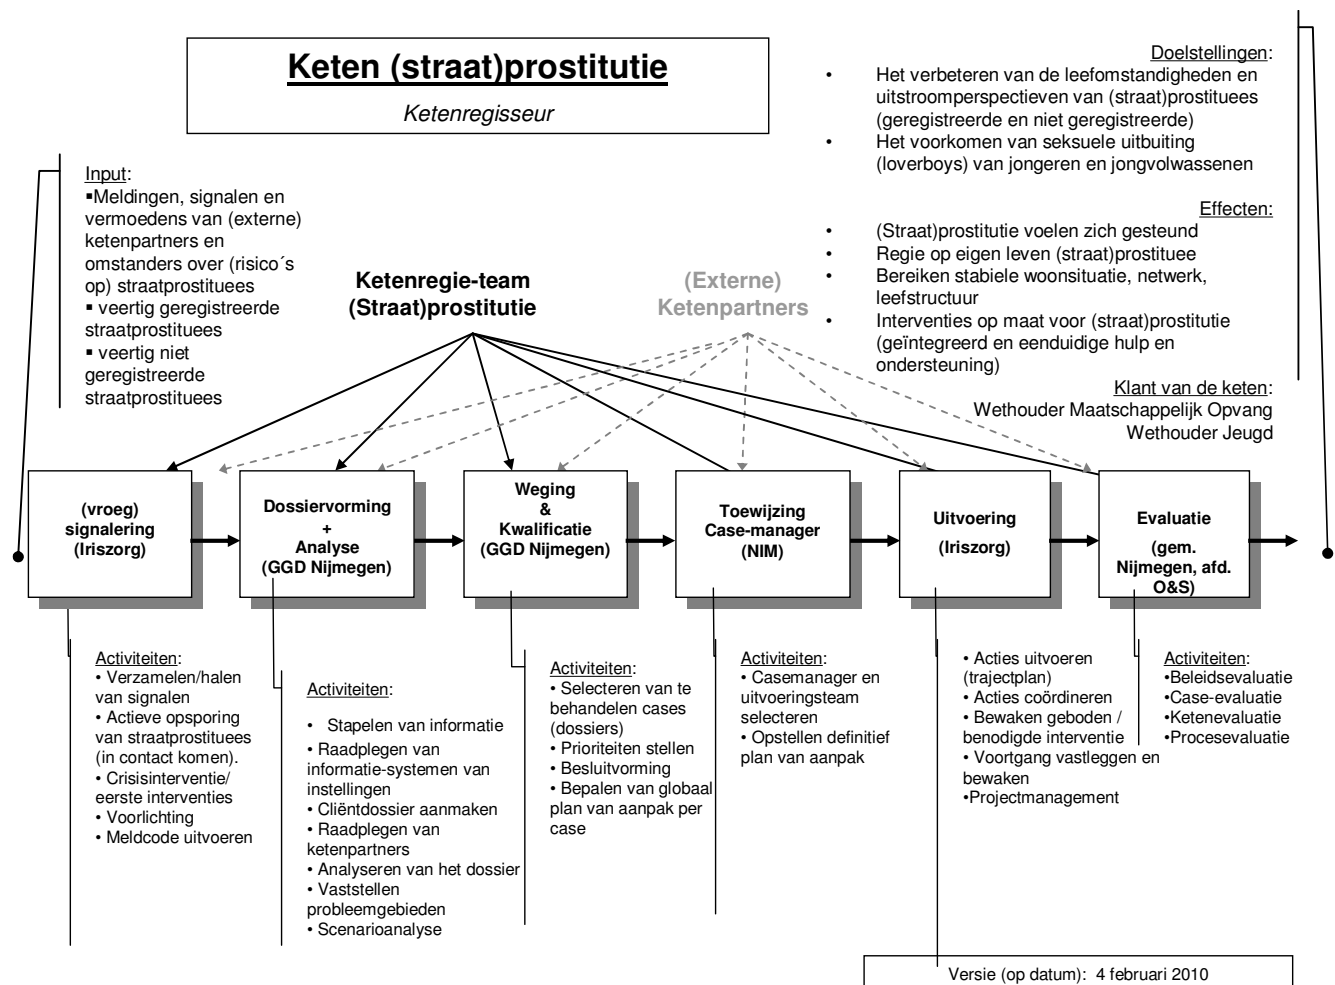 Keten (straat)prostitutie
Ketenregisseur
Doelstellingen:
• Het verbeteren van de leefomstandigheden en
uitstroomperspectieven van (straat)prostituees
(geregistreerde en niet geregistreerde)
• Het voorkomen van seksuele uitbuiting
(loverboys) van jongeren en jongvolwassenen
Effecten:
• (Straat)prostitutie voelen zich gesteund
• Regie op eigen leven (straat)prostituee
• Bereiken stabiele woonsituatie, netwerk,
leefstructuur
• Interventies op maat voor (straat)prostitutie
(geïntegreerd en eenduidige hulp en
ondersteuning)
Klant van de keten:
Wethouder Maatschappelijk Opvang
Wethouder Jeugd
Input:
▪Meldingen, signalen en
vermoedens van (externe)
ketenpartners en
omstanders over (risico´s
op) straatprostituees
▪ veertig geregistreerde
straatprostituees
▪ veertig niet
geregistreerde
straatprostituees
Ketenregie-team
(Straat)prostitutie
(Externe)
Ketenpartners
(vroeg)
signalering
(Iriszorg)
Dossiervorming
+
Analyse
(GGD Nijmegen)
Weging
&
Kwalificatie
(GGD Nijmegen)
Toewijzing
Case-manager
(NIM)
Uitvoering
(Iriszorg)
Evaluatie
(gem.
Nijmegen, afd.
O&S)
Activiteiten:
• Verzamelen/halen
van signalen
• Actieve opsporing
van straatprostituees
(in contact komen).
• Crisisinterventie/
eerste interventies
• Voorlichting
• Meldcode uitvoeren
Activiteiten:
• Stapelen van informatie
• Raadplegen van
informatie-systemen van
instellingen
• Cliëntdossier aanmaken
• Raadplegen van
ketenpartners
• Analyseren van het dossier
• Vaststellen
probleemgebieden
• Scenarioanalyse
Activiteiten:
• Selecteren van te
behandelen cases
(dossiers)
• Prioriteiten stellen
• Besluitvorming
• Bepalen van globaal
plan van aanpak per
case
Activiteiten:
• Casemanager en
uitvoeringsteam
selecteren
• Opstellen definitief
plan van aanpak
• Acties uitvoeren
(trajectplan)
• Acties coördineren
• Bewaken geboden /
benodigde interventie
• Voortgang vastleggen en
bewaken
•Projectmanagement
Activiteiten:
•Beleidsevaluatie
•Case-evaluatie
•Ketenevaluatie
•Procesevaluatie
Versie (op datum): 4 februari 2010